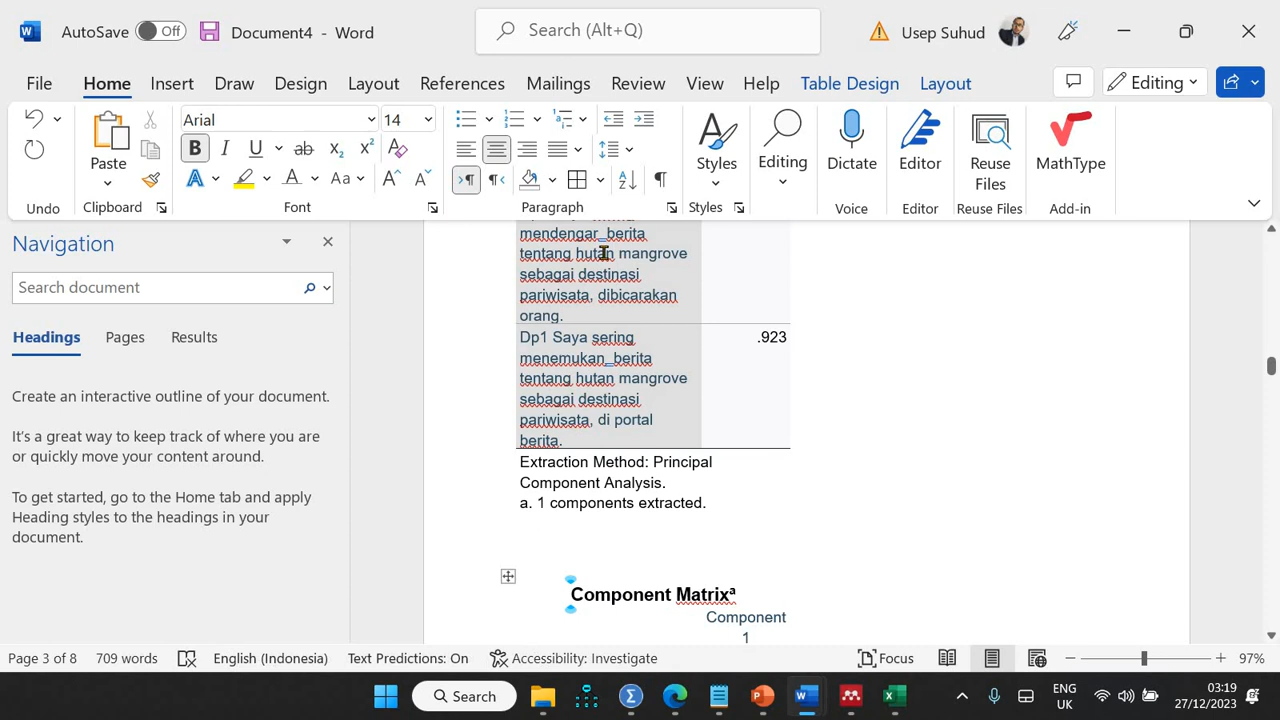 AutoSave Off Document4 - Word Search (Alt+Q) Usep Suhud
File Home Insert Draw Design Layout References Mailings Review View Help Table Design Layout Editing
Arial 14
Paste Styles Editing Dictate Editor Reuse Files MathType
Undo Clipboard Font Paragraph Styles Voice Editor Reuse Files Add-in
Navigation
Search document
Headings Pages Results
Create an interactive outline of your document.
It's a great way to keep track of where you are
or quickly move your content around.
To get started, go to the Home tab and apply
Heading styles to the headings in your
document.
mendengar_berita
tentang hutan mangrove
sebagai destinasi
pariwisata, dibicarakan
orang.
Dp1 Saya sering .923
menemukan_berita
tentang hutan mangrove
sebagai destinasi
pariwisata, di portal
berita.
Extraction Method: Principal
Component Analysis.
a. 1 components extracted.
Component Matrixª
Component
1
Page 3 of 8 709 words English (Indonesia) Text Predictions: On Accessibility: Investigate Focus 97%
Search ENG 03:19
UK 27/12/2023